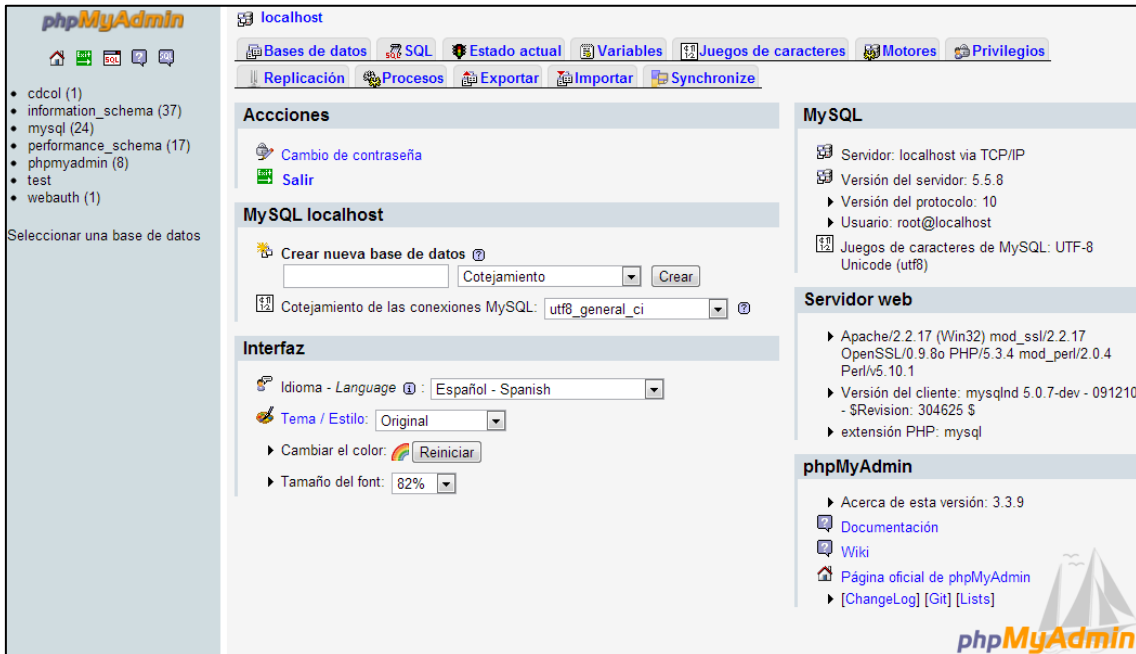 phpMyAdmin
cdcol (1)
information_schema (37)
mysql (24)
performance_schema (17)
phpmyadmin (8)
test
webauth (1)
Seleccionar una base de datos
localhost
Bases de datos SQL Estado actual Variables Juegos de caracteres Motores Privilegios
Replicación Procesos Exportar Importar Synchronize
Accciones
Cambio de contraseña
Salir
MySQL localhost
Crear nueva base de datos
Cotejamiento Crear
Cotejamiento de las conexiones MySQL: utf8_general_ci
Interfaz
Idioma - Language : Español - Spanish
Tema / Estilo: Original
Cambiar el color: Reiniciar
Tamaño del font: 82%
MySQL
Servidor: localhost via TCP/IP
Versión del servidor: 5.5.8
Versión del protocolo: 10
Usuario: root@localhost
Juegos de caracteres de MySQL: UTF-8
Unicode (utf8)
Servidor web
Apache/2.2.17 (Win32) mod_ssl/2.2.17
OpenSSL/0.9.8o PHP/5.3.4 mod_perl/2.0.4
Perl/v5.10.1
Versión del cliente: mysqlnd 5.0.7-dev - 091210
- $Revision: 304625 $
extensión PHP: mysql
phpMyAdmin
Acerca de esta versión: 3.3.9
Documentación
Wiki
Página oficial de phpMyAdmin
[ChangeLog] [Git] [Lists]
phpMyAdmin